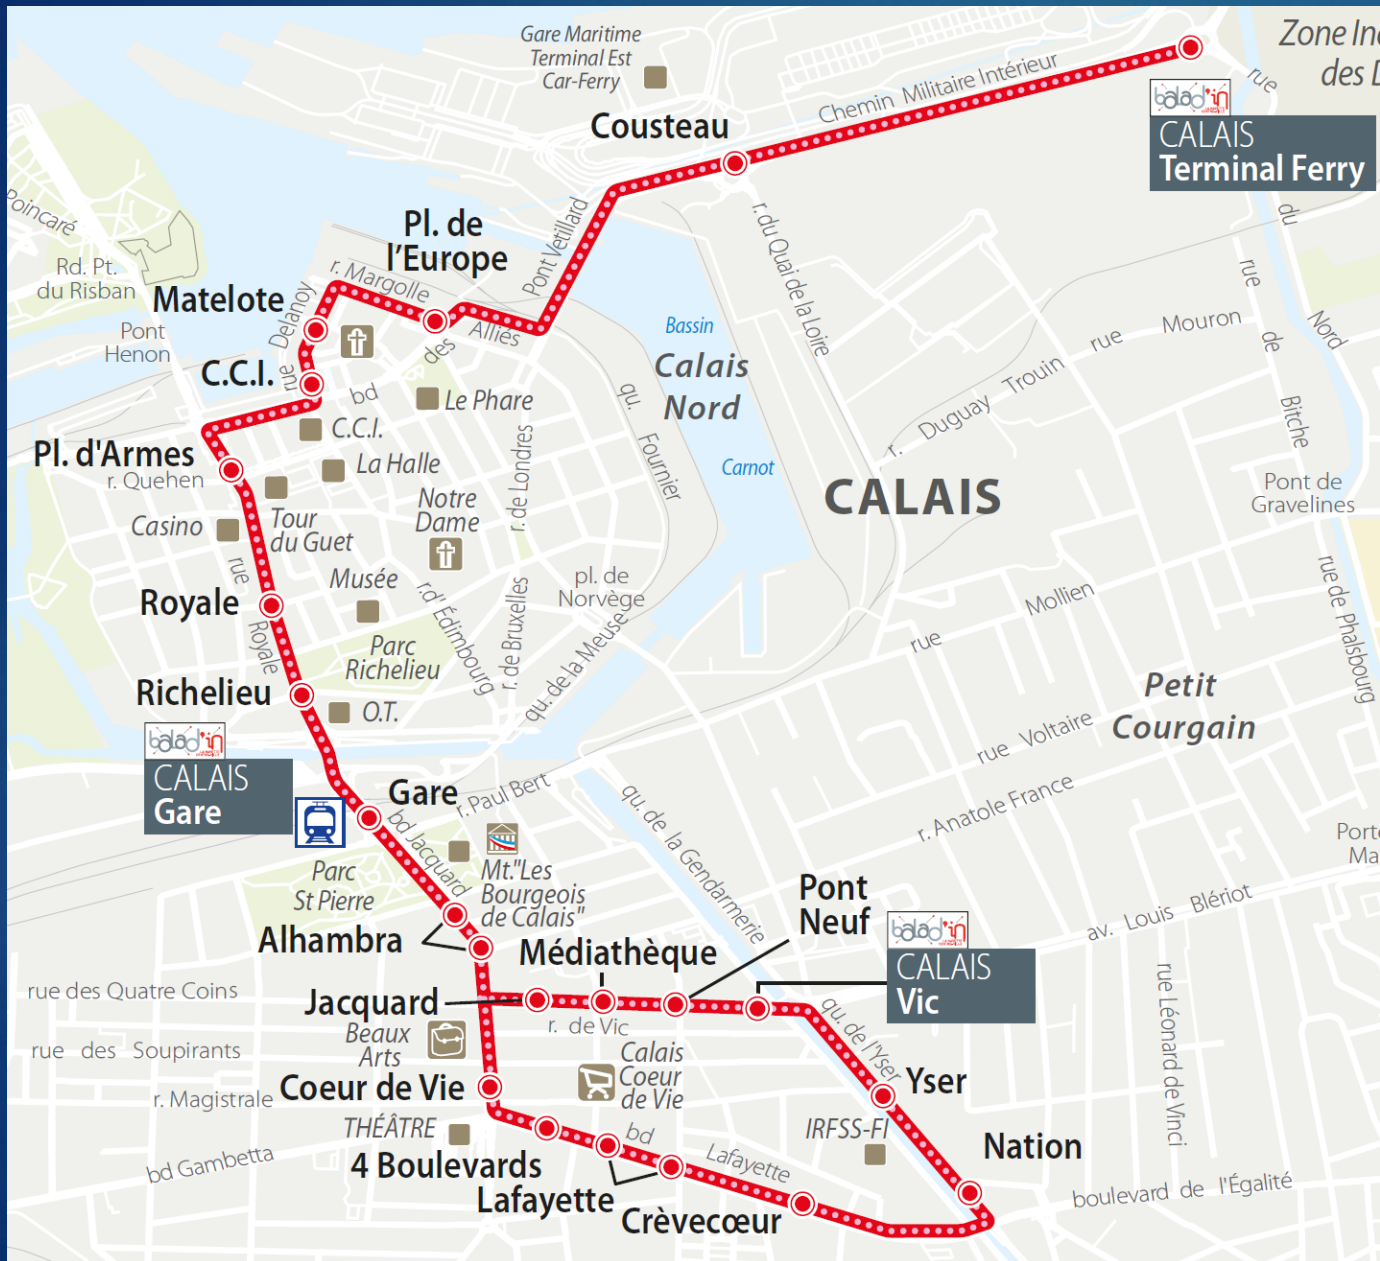 Gare Maritime
Terminal Est
Car-Ferry
Zone In
des D
Chemin Militaire Intérieur
rue
Cousteau
balad'in
CALAIS
Terminal Ferry
Poincaré
Rd. Pt.
du Risban
Pl. de
l'Europe
r. Margolle
Pont Vetillard
r. du Quai de la Loire
du
rue
de
Bitche
Nord
Matelote
Delanoy
rue
Pont
Henon
Alliés
des
bd
Bassin
Calais
Nord
Carnot
rue
Mouron
Trouin
Duguay
r.
C.C.I.
Le Phare
C.C.I.
qu.
Fournier
Pl. d'Armes
r. Quehen
La Halle
r. de Londres
CALAIS
Pont de
Gravelines
Casino
Tour
du Guet
Notre
Dame
rue
Musée
pl. de
Norvège
Mollien
rue
rue de Phalsbourg
Royale
Royale
r.d' Édimbourg
r. de Bruxelles
qu. de la Meuse
Parc
Richelieu
Petit
Courgain
Richelieu
O.T.
rue Voltaire
balad'in
CALAIS
Gare
Gare
r. Paul Bert
qu. de la Gendarmerie
r. Anatole France
bd Jacquard
Porte
Ma
Parc
St Pierre
Mt."Les
Bourgeois
de Calais"
Pont
Neuf
av. Louis Blériot
Alhambra
Médiathèque
balad'in
CALAIS
Vic
rue des Quatre Coins
Jacquard
r. de Vic
qu. de l'Yser
rue Léonard de Vinci
Beaux
Arts
rue des Soupirants
Calais
Coeur
de Vie
r. Magistrale
Coeur de Vie
Yser
THÉÂTRE
bd
Lafayette
IRFSS-FI
Nation
bd Gambetta
4 Boulevards
Lafayette
Crèvecœur
boulevard de l'Égalité